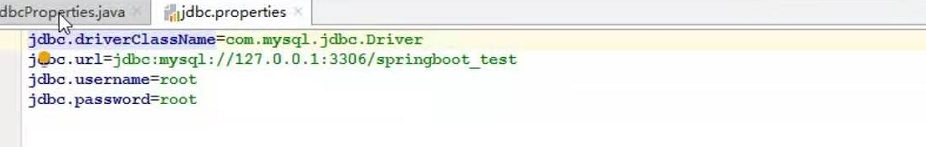 dbcProperties.java
jdbc.properties
jdbc.driverClassName=com.mysql.jdbc.Driver
jdbc.url=jdbc:mysql://127.0.0.1:3306/springboot_test
jdbc.username=root
jdbc.password=root